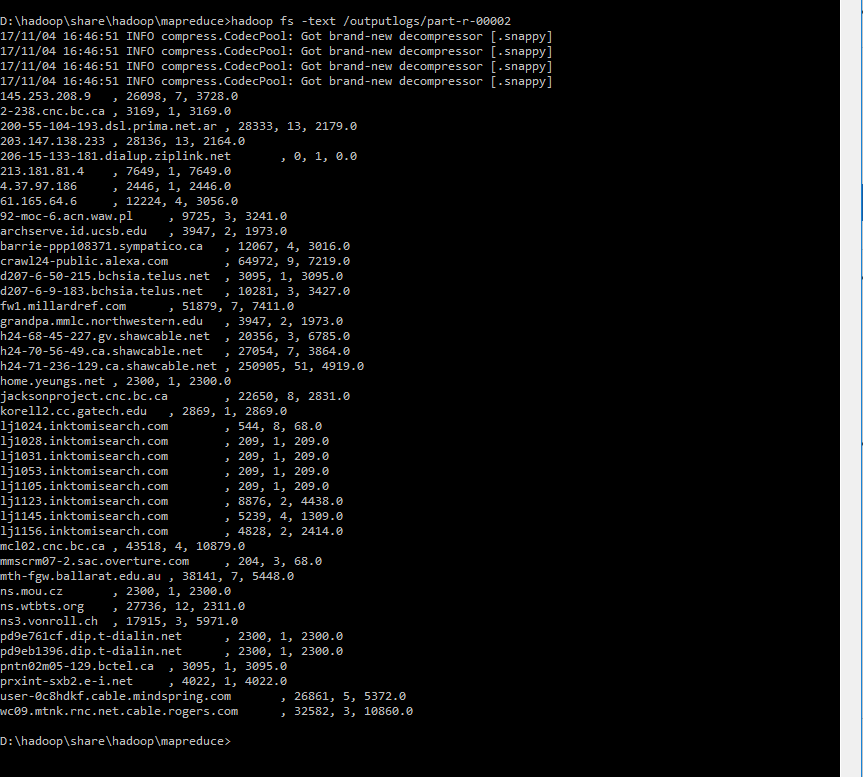 D:\hadoop\share\hadoop\mapreduce>hadoop fs -text /outputlogs/part-r-00002
17/11/04 16:46:51 INFO compress.CodecPool: Got brand-new decompressor [.snappy]
17/11/04 16:46:51 INFO compress.CodecPool: Got brand-new decompressor [.snappy]
17/11/04 16:46:51 INFO compress.CodecPool: Got brand-new decompressor [.snappy]
17/11/04 16:46:51 INFO compress.CodecPool: Got brand-new decompressor [.snappy]
145.253.208.9   , 26098, 7, 3728.0
2-238.cnc.bc.ca , 3169, 1, 3169.0
200-55-104-193.dsl.prima.net.ar , 28333, 13, 2179.0
203.147.138.233 , 28136, 13, 2164.0
206-15-133-181.dialup.ziplink.net       , 0, 1, 0.0
213.181.81.4    , 7649, 1, 7649.0
4.37.97.186     , 2446, 1, 2446.0
61.165.64.6     , 12224, 4, 3056.0
92-moc-6.acn.waw.pl     , 9725, 3, 3241.0
archserve.id.ucsb.edu   , 3947, 2, 1973.0
barrie-ppp108371.sympatico.ca   , 12067, 4, 3016.0
crawl24-public.alexa.com        , 64972, 9, 7219.0
d207-6-50-215.bchsia.telus.net  , 3095, 1, 3095.0
d207-6-9-183.bchsia.telus.net   , 10281, 3, 3427.0
fw1.millardref.com      , 51879, 7, 7411.0
grandpa.mmlc.northwestern.edu   , 3947, 2, 1973.0
h24-68-45-227.gv.shawcable.net  , 20356, 3, 6785.0
h24-70-56-49.ca.shawcable.net   , 27054, 7, 3864.0
h24-71-236-129.ca.shawcable.net , 250905, 51, 4919.0
home.yeungs.net , 2300, 1, 2300.0
jacksonproject.cnc.bc.ca        , 22650, 8, 2831.0
korell2.cc.gatech.edu   , 2869, 1, 2869.0
lj1024.inktomisearch.com        , 544, 8, 68.0
lj1028.inktomisearch.com        , 209, 1, 209.0
lj1031.inktomisearch.com        , 209, 1, 209.0
lj1053.inktomisearch.com        , 209, 1, 209.0
lj1105.inktomisearch.com        , 209, 1, 209.0
lj1123.inktomisearch.com        , 8876, 2, 4438.0
lj1145.inktomisearch.com        , 5239, 4, 1309.0
lj1156.inktomisearch.com        , 4828, 2, 2414.0
mcl02.cnc.bc.ca , 43518, 4, 10879.0
mmscrm07-2.sac.overture.com     , 204, 3, 68.0
mth-fgw.ballarat.edu.au , 38141, 7, 5448.0
ns.mou.cz       , 2300, 1, 2300.0
ns.wtbts.org    , 27736, 12, 2311.0
ns3.vonroll.ch  , 17915, 3, 5971.0
pd9e761cf.dip.t-dialin.net      , 2300, 1, 2300.0
pd9eb1396.dip.t-dialin.net      , 2300, 1, 2300.0
pntn02m05-129.bctel.ca  , 3095, 1, 3095.0
prxint-sxb2.e-i.net     , 4022, 1, 4022.0
user-0c8hdkf.cable.mindspring.com       , 26861, 5, 5372.0
wc09.mtnk.rnc.net.cable.rogers.com      , 32582, 3, 10860.0
D:\hadoop\share\hadoop\mapreduce>